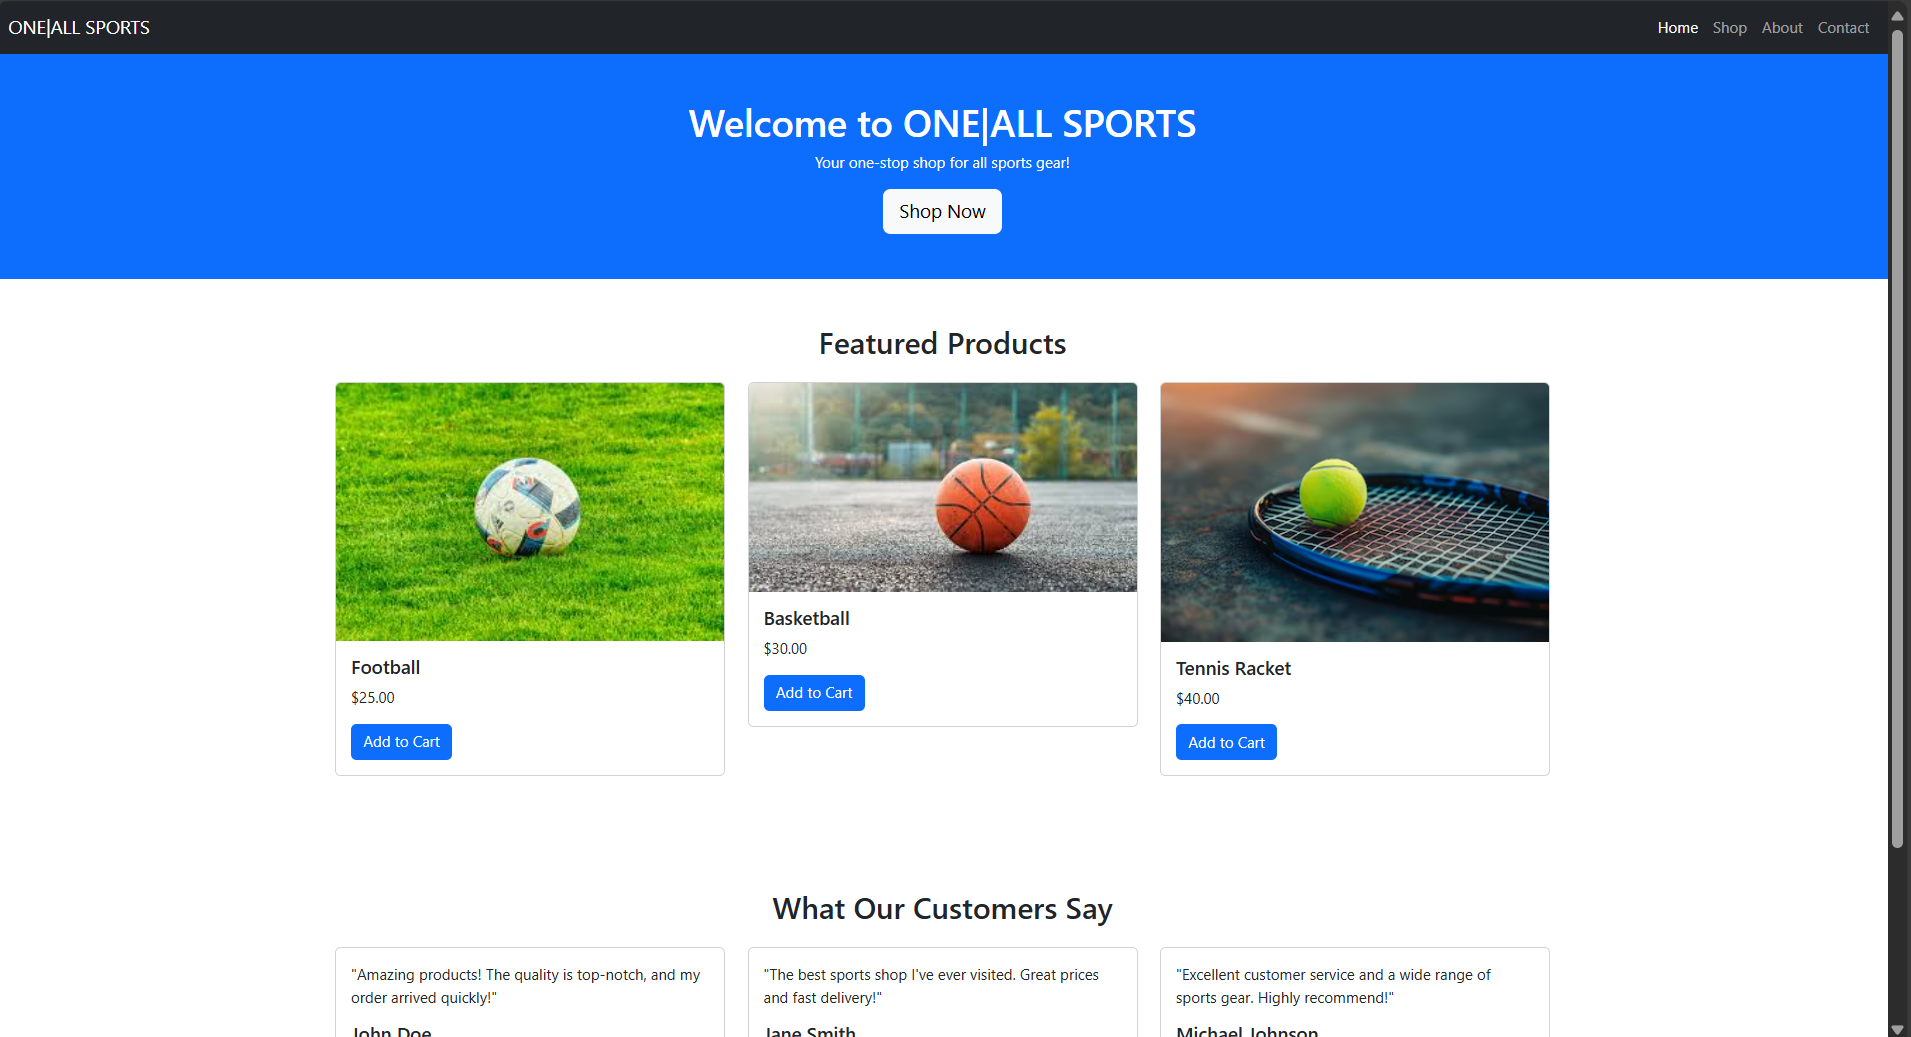 ONE|ALL SPORTS
Home Shop About Contact
Welcome to ONE|ALL SPORTS
Your one-stop shop for all sports gear!
Shop Now
Featured Products
Football
$25.00
Add to Cart
Basketball
$30.00
Add to Cart
Tennis Racket
$40.00
Add to Cart
What Our Customers Say
"Amazing products! The quality is top-notch, and my
order arrived quickly!"
John Doe
"The best sports shop I've ever visited. Great prices
and fast delivery!"
Jane Smith
"Excellent customer service and a wide range of
sports gear. Highly recommend!"
Michael Johnson